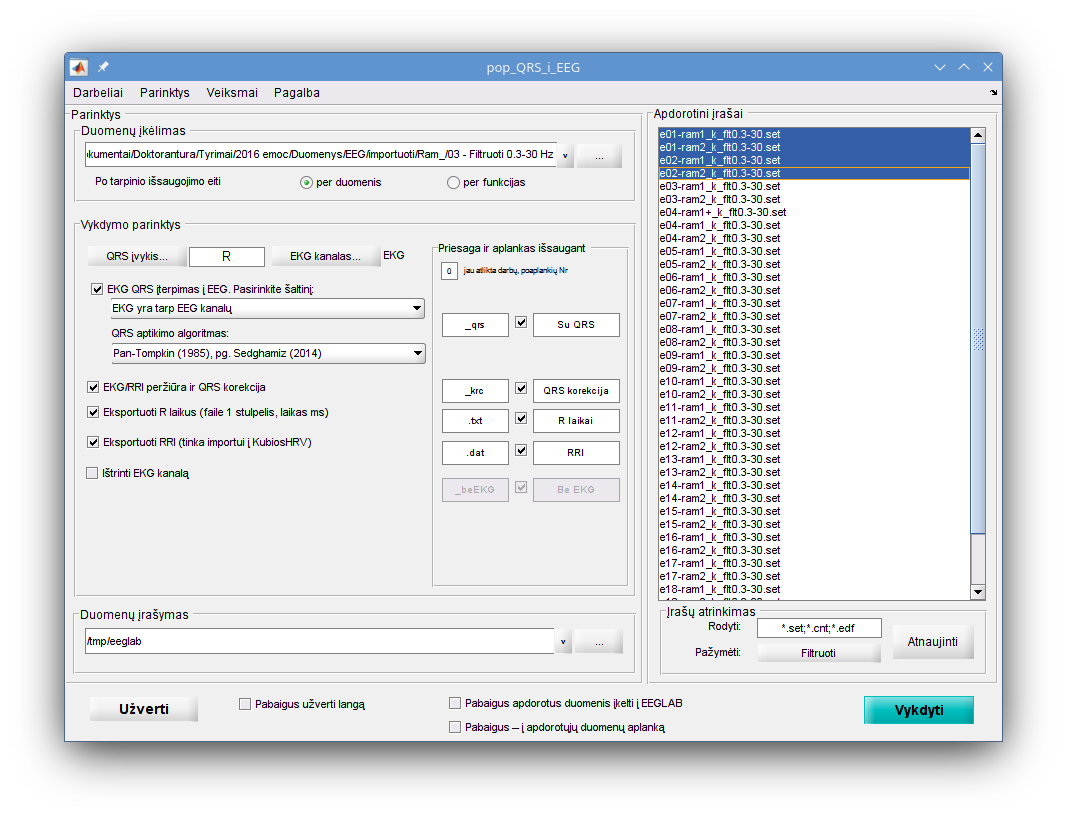 pop_QRS_i_EEG
Darbeliai Parinktys Veiksmai Pagalba
Parinktys
Duomenų įkėlimas
kumentai/Doktorantura/Tyrimai/2016 emoc/Duomenys/EEG/importuoti/Ram_/03 - Filtruoti 0.3-30 Hz
...
Po tarpinio išsaugojimo eiti
per duomenis
per funkcijas
Vykdymo parinktys
QRS įvykis...
R
EKG kanalas...
EKG
EKG QRS įterpimas į EEG. Pasirinkite šaltinį:
EKG yra tarp EEG kanalų
QRS aptikimo algoritmas:
Pan-Tompkin (1985), pg. Sedghamiz (2014)
EKG/RRI peržiūra ir QRS korekcija
Eksportuoti R laikus (faile 1 stulpelis, laikas ms)
Eksportuoti RRI (tinka importui į KubiosHRV)
Ištrinti EKG kanalą
Priesaga ir aplankas išsaugant
0 jau atlikta darbų, poaplankių Nr
_qrs Su QRS
_krc QRS korekcija
.txt R laikai
.dat RRI
_beEKG Be EKG
Duomenų įrašymas
/tmp/eeglab
...
Apdorotini įrašai
e01-ram1_k_flt0.3-30.set
e01-ram2_k_flt0.3-30.set
e02-ram1_k_flt0.3-30.set
e02-ram2_k_flt0.3-30.set
e03-ram1_k_flt0.3-30.set
e03-ram2_k_flt0.3-30.set
e04-ram1+_k_flt0.3-30.set
e04-ram1_k_flt0.3-30.set
e04-ram2_k_flt0.3-30.set
e05-ram1_k_flt0.3-30.set
e05-ram2_k_flt0.3-30.set
e06-ram1_k_flt0.3-30.set
e06-ram2_k_flt0.3-30.set
e07-ram1_k_flt0.3-30.set
e07-ram2_k_flt0.3-30.set
e08-ram1_k_flt0.3-30.set
e08-ram2_k_flt0.3-30.set
e09-ram1_k_flt0.3-30.set
e09-ram2_k_flt0.3-30.set
e10-ram1_k_flt0.3-30.set
e10-ram2_k_flt0.3-30.set
e11-ram1_k_flt0.3-30.set
e11-ram2_k_flt0.3-30.set
e12-ram1_k_flt0.3-30.set
e12-ram2_k_flt0.3-30.set
e13-ram1_k_flt0.3-30.set
e13-ram2_k_flt0.3-30.set
e14-ram1_k_flt0.3-30.set
e14-ram2_k_flt0.3-30.set
e15-ram1_k_flt0.3-30.set
e15-ram2_k_flt0.3-30.set
e16-ram1_k_flt0.3-30.set
e16-ram2_k_flt0.3-30.set
e17-ram1_k_flt0.3-30.set
e17-ram2_k_flt0.3-30.set
e18-ram1_k_flt0.3-30.set
Įrašų atrinkimas
Rodyti: *.set;*.cnt;*.edf
Pažymėti: Filtruoti
Atnaujinti
Užverti
Pabaigus užverti langą
Pabaigus apdorotus duomenis įkelti į EEGLAB
Pabaigus – į apdorotųjų duomenų aplanką
Vykdyti